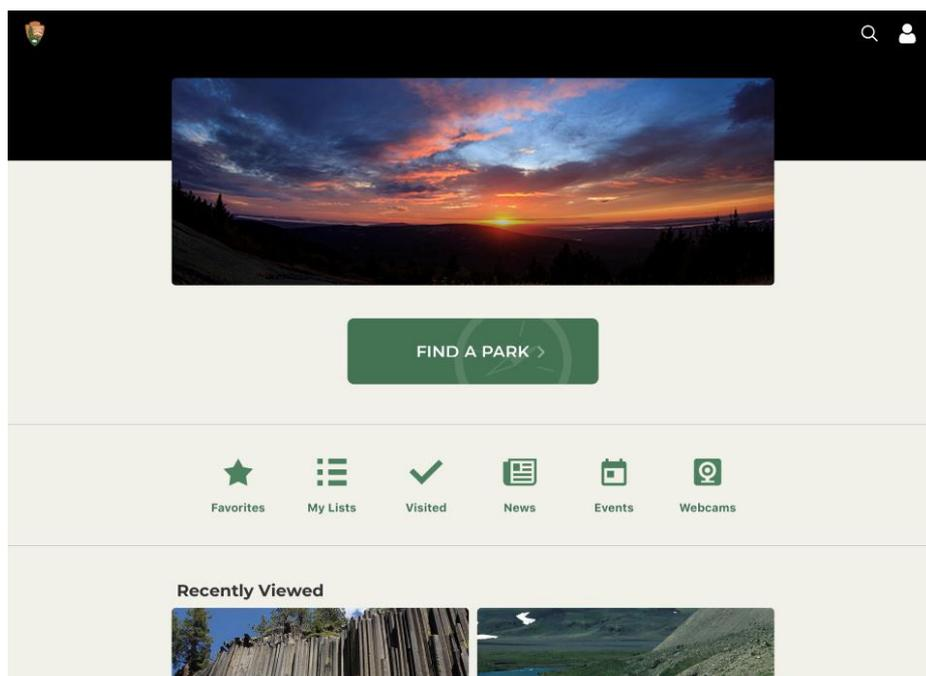 FIND A PARK
Favorites
My Lists
Visited
News
Events
Webcams
Recently Viewed